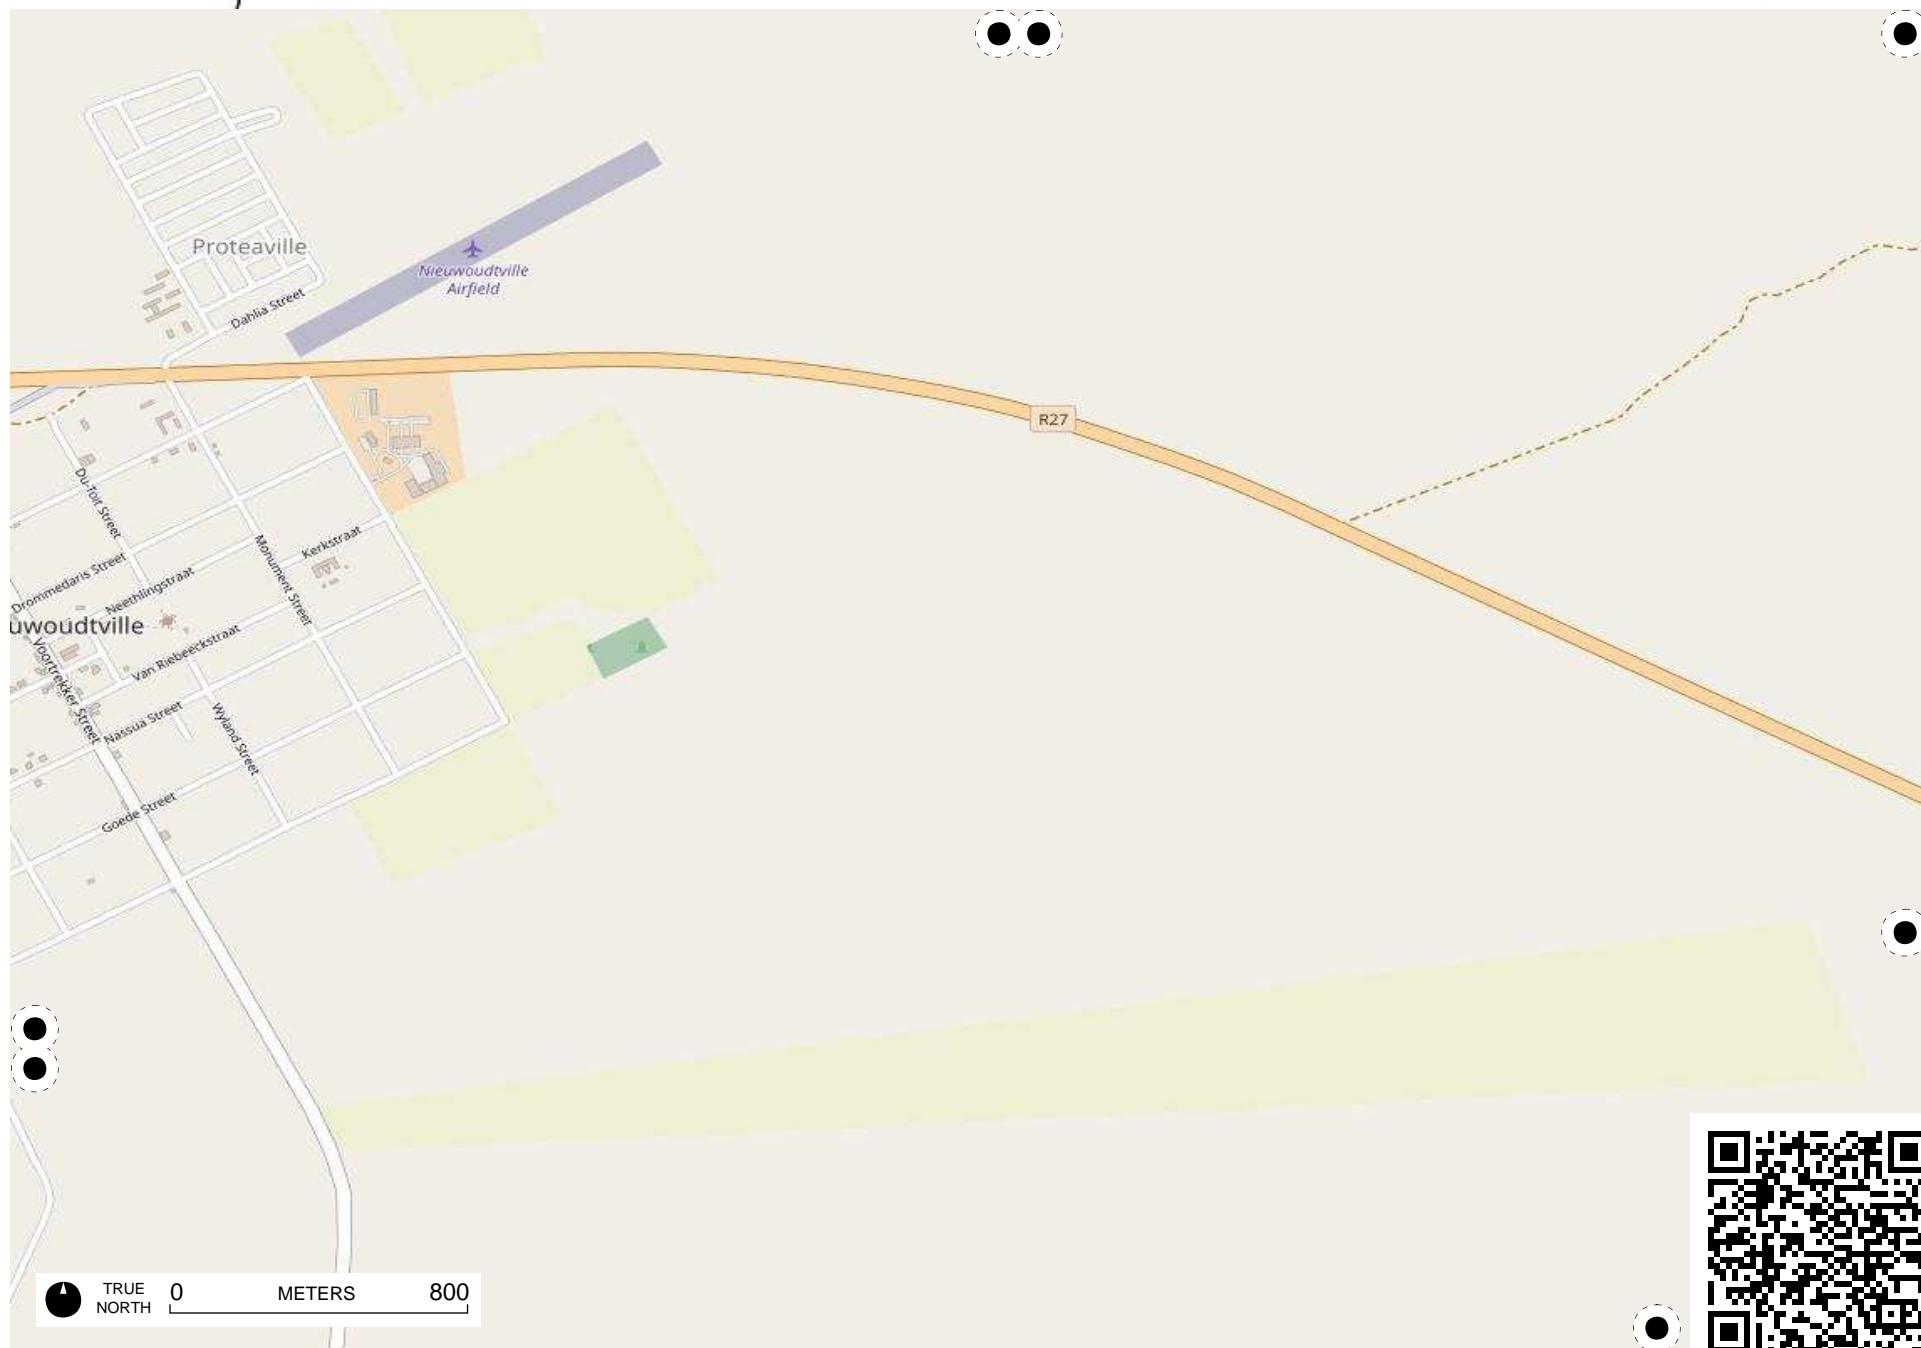 Proteaville
Nieuwoudtville
Airfield
Dahlia Street
R27
Du-Toit Street
Monument Street
Kerkstraat
Drommedaris Street
Neethlingstraat
uwoudtville
Van Riebeeckstraat
Voortrekker Street
Nassua Street
Wyland Street
Goede Street
TRUE
NORTH
0 METERS 800